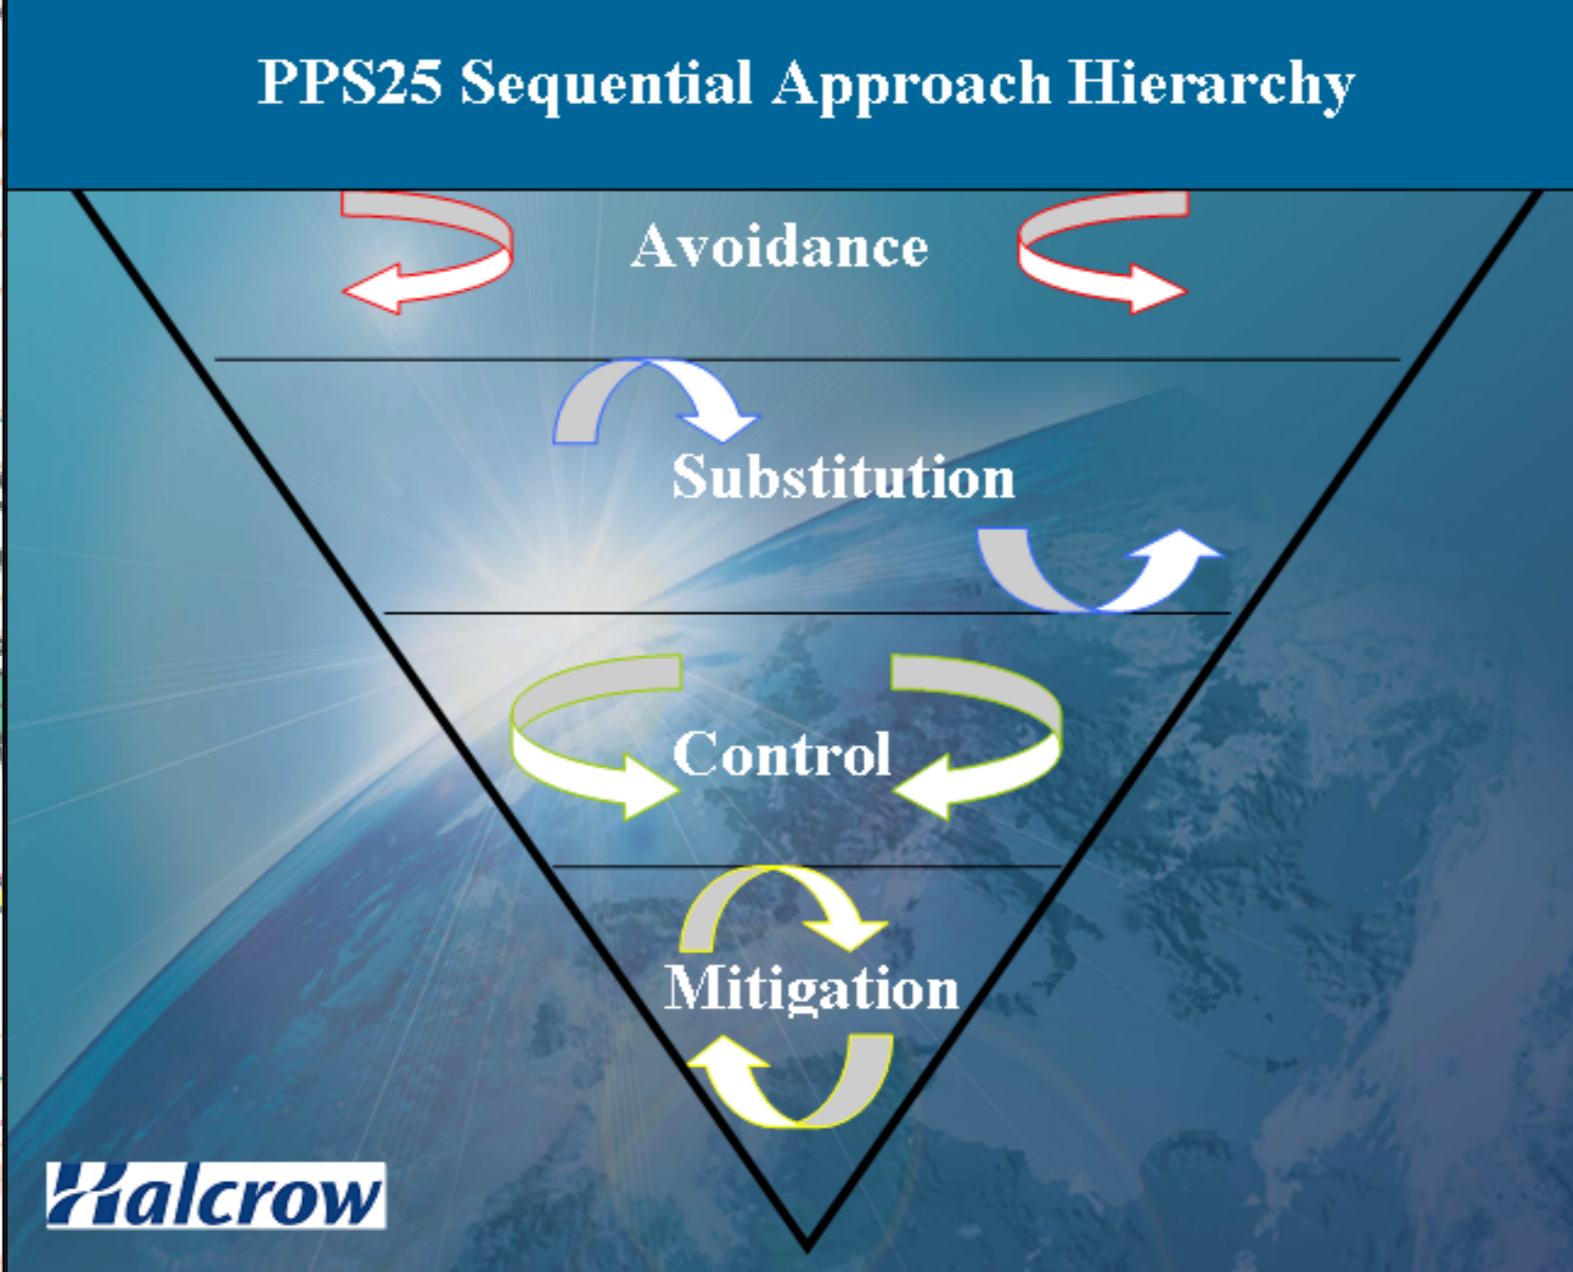 PPS25 Sequential Approach Hierarchy
Avoidance
Substitution
Control
Mitigation
Halcrow